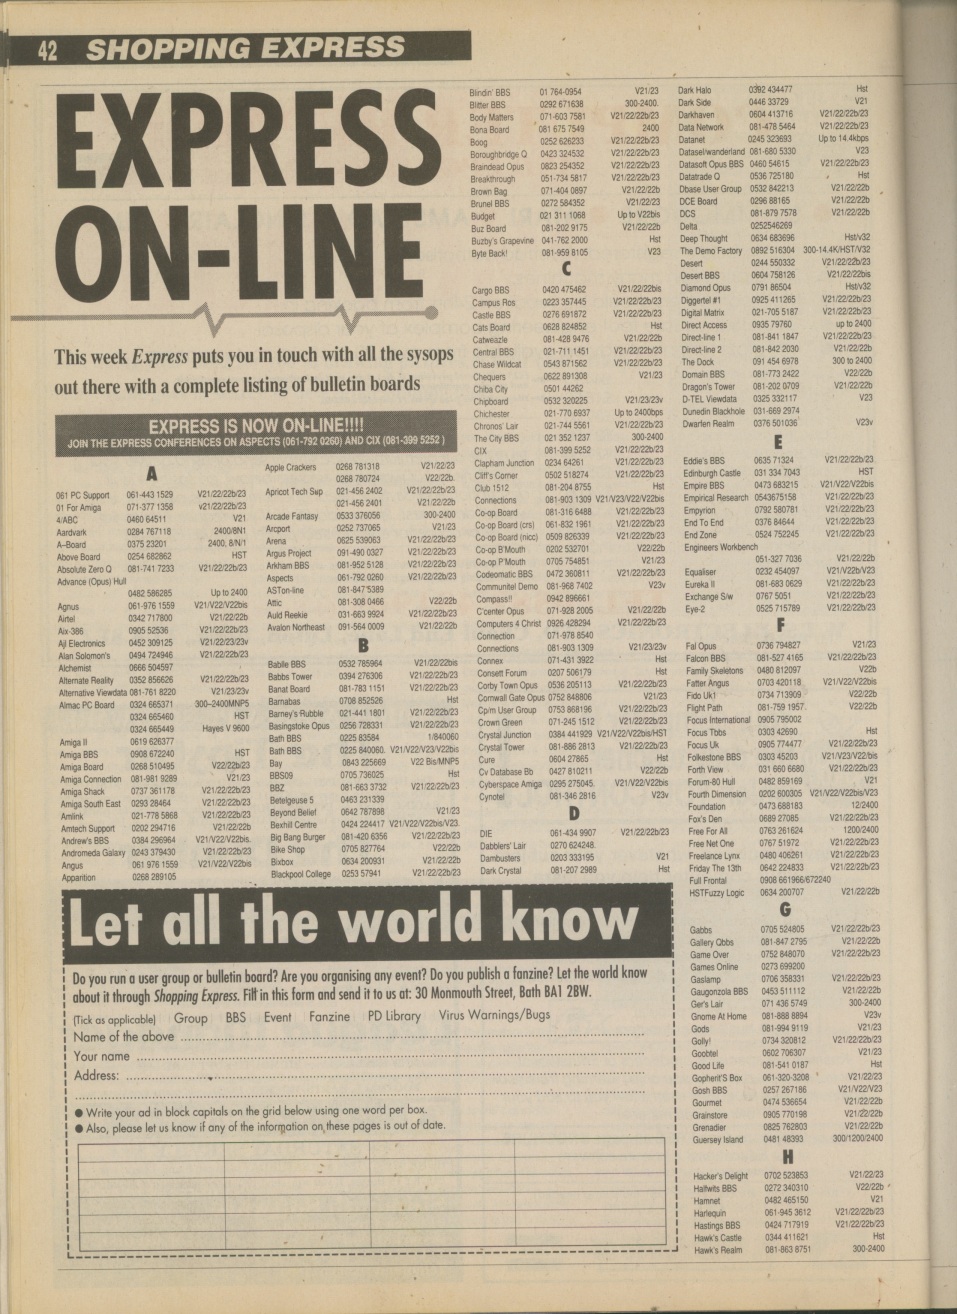 42 SHOPPING EXPRESS
EXPRESS
ON-LINE
This week Express puts you in touch with all the sysops
out there with a complete listing of bulletin boards
EXPRESS IS NOW ON-LINE!!!!
JOIN THE EXPRESS CONFERENCES ON ASPECTS (061-792 0260) AND CIX (081-399 5252 )
A
061 PC Support 061-443 1529 V21/22/22b/23
01 For Amiga 071-377 1358 v21/22/22b/23
4/ABC 0460 64511 V21
Aardvark 0284 767118 2400/8N1
A–Board 0375 23201 2400, 8/N/1
Above Board 0254 682862 HST
Absolute Zero Q 081-741 7233 V21/22/22b/23
Advance (Opus) Hull
0482 586285 Up to 2400
Agnus 061-976 1559 V21/V22/V22bis
Airtel 0342 717800 V21/22/22b
Aix-386 0905 52536 V21/22/22b/23
Ajl Electronics 0452 309125 V21/22/23/23v
Alan Solomon's 0494 724946 V21/22/22b/23
Alchemist 0666 504597
Alternate Reality 0352 856626 V21/22/22b/23
Alternative Viewdata 081-761 8220 V21/23/23v
Almac PC Board 0324 665371 300–2400MNP5
0324 665460 HST
0324 665449 Hayes V 9600
Amiga II 0619 626377
Amiga BBS 0908 672240 HST
Amiga Board 0268 510495 V22/22b/23
Amiga Connection 081-981 9289 V21/23
Amiga Shack 0737 361178 V21/22/22b/23
Amiga South East 0293 28464 V21/22/22b/23
Amlink 021-778 5868 V21/22/22b/23
Amtech Support 0202 294716 V21/22/22b
Andrew's BBS 0384 296964 V21/V22/V22bis.
Andromeda Galaxy 0243 379430 V21/22/22b/23
Angus 061 976 1559 V21/V22/V22bis
Apparition 0268 289105
Apple Crackers 0268 781318 V21/22/23
0268 780724 V22/22b.
Apricot Tech Sup 021-456 2402 V21/22/22b/23
021-456 2401 V21/22/22b
Arcade Fantasy 0533 376056 300-2400
Arcport 0252 737065 V21/23
Arena 0625 539063 V21/22/22b/23
Argus Project 091-490 0327 V21/22/22b/23
Arkham BBS 081-952 5128 V21/22/22b/23
Aspects 061-792 0260 V21/22/22b/23
ASTon-line 081-847 5389
Attic 081-308 0466 V22/22b
Auld Reekie 031-663 9924 V21/22/22b/23
Avalon Northeast 091-564 0009 V21/22/22b
B
Bablle BBS 0532 785964 V21/22/22bis
Babbs Tower 0394 276306 V21/22/22b/23
Banat Board 081-783 1151 V21/22/22b/23
Barnabas 0708 852526 Hst
Barney's Rubble 021-441 1801 V21/22/22b/23
Basingstoke Opus 0256 728331 V21/22/22b/23
Bath BBS 0225 83584 1/840060
Bath BBS 0225 840060. V21/V22/V23/V22bis
Bay 0843 225669 V22 Bis/MNP5
BBS09 0705 736025 Hst
BBZ 081-663 3732 V21/22/22b/23
Betelgeuse 5 0463 231339
Beyond Belief 0642 787898 V21/23
Bexhill Centre 0424 224417 V21/V22/V22bis/V23.
Big Bang Burger 081-420 6356 V21/22/22b/23
Bike Shop 0705 827764 V22/22b
Bixbox 0634 200931 V21/22/22b
Blackpool College 0253 57941 V21/22/22b/23
Blindin' BBS 01 764-0954 V21/23
Blitter BBS 0292 671638 300-2400.
Body Matters 071-603 7581 V21/22/22b/23
Bona Board 081 675 7549 2400
Boog 0252 626233 V21/22/22b/23
Boroughbridge Q 0423 324532 V21/22/22b/23
Braindead Opus 0823 254352 V21/22/22b/23
Breakthrough 051-734 5817 V21/22/22b/23
Brown Bag 071-404 0897 V21/22/22b
Brunel BBS 0272 584352 V21/22/23
Budget 021 311 1068 Up to V22bis
Buz Board 081-202 9175 V21/22/22b
Buzby's Grapevine 041-762 2000 Hst
Byte Back! 081-959 8105 V23
C
Cargo BBS 0420 475462 V21/22/22bis
Campus Ros. 0223 357445 V21/22/22b/23
Castle BBS 0276 691872 V21/22/22b/23
Cats Board 0628 824852 Hst
Catweazle 081-428 9476 V21/22/22b
Central BBS 021-711 1451 V21/22/22b/23
Chase Wildcat 0543 871562 V21/22/22b/23
Chequers 0622 891308 V21/23
Chiba City 0501 44262
Chipboard 0532 320225 V21/23/23v
Chichester 021-770 6937 Up to 2400bps
Chronos' Lair 021-744 5561 V21/22/22b/23
The City BBS 021 352 1237 300-2400
CIX 081-399 5252 V21/22/22b/23
Clapham Junction 0234 64261 V21/22/22b/23
Cliff's Corner 0502 518274 V21/22/22b/23
Club 1512 081-204 8755 Hst
Connections 081-903 1309 V21/V23/V22/V22bis
Co-op Board 081-316 6488 V21/22/22b/23
Co-op Board (crs) 061-832 1961 V21/22/22b/23
Co-op Board (nicc) 0509 826339 V21/22/22b/23
Co-op B'Mouth 0202 532701 V22/22b
Co-op P'Mouth 0705 754851 V21/23
Codeomatic BBS 0472 360811 V21/22/22b/23
Communitel Demo 081-968 7402 V23v
Compass!! 0942 896661
C'center Opus 071-928 2005 V21/22/22b
Computers 4 Christ 0926 428294 V21/22/22b/23
Connection 071-978 8540
Connections 081-903 1309 V21/23/23v
Connex 071-431 3922 Hst
Consett Forum 0207 506179 Hst
Corby Town Opus 0536 205113 V21/22/22b/23
Cornwall Gate Opus 0752 848806 V21/23
Cp/m User Group 0753 868196 V21/22/22b/23
Crown Green 071-245 1512 V21/22/22b/23
Crystal Junction 0384 441929 V21/V22/V22bis/HST
Crystal Tower 081-886 2813 V21/22/22b/23
Cure 0604 27865 Hst
Cv Database Bb 0427 810211 V22/22b
Cyberspace Amiga 0295 275045. V21/V22/V22bis
Cynotel 081-346 2816 V23v
D
DIE 061-434 9907 V21/22/22b/23
Dabblers' Lair 0270 624248.
Dambusters 0203 333195 V21
Dark Crystal 081-207 2989 Hst
Dark Halo 0392 434477 Hst
Dark Side 0446 33729 V21
Darkhaven 0604 413716 V21/22/22b/23
Data Network 081-478 5464 V21/22/22b/23
Datanet 0245 323693 Up to 14.4kbps
Datasel/wanderland 081-680 5330 V23
Datasoft Opus BBS 0460 54615 V21/22/22b/23
Datatrade Q 0536 725180 Hst
Dbase User Group 0532 842213 V21/22/22b
DCE Board 0296 88165 V21/22/22b
DCS 081-879 7578 V21/22/22b
Delta 0252546269
Deep Thought 0634 683696 Hst/v32
The Demo Factory 0892 516304 300-14.4K/HST/V32
Desert 0244 550332 V21/22/22b/23
Desert BBS 0604 758126 V21/22/22bis
Diamond Opus 0791 86504 Hst/v32
Diggertel #1 0925 411265 V21/22/22b/23
Digital Matrix 021-705 5187 V21/22/22b/23
Direct Access 0935 79760 up to 2400
Direct-line 1 081-841 1847 V21/22/22b/23
Direct-line 2 081-842 2030 V21/22/22b
The Dock 091 454 6978 300 to 2400
Domain BBS 081-773 2422 V22/22b
Dragon's Tower 081-202 0709 V21/22/22b
D-TEL Viewdata 0325 332117 V23
Dunedin Blackhole 031-669 2974
Dwarfen Realm 0376 501036 V23v
E
Eddie's BBS 0635 71324 V21/22/22b/23
Edinburgh Castle 031 334 7043 HST
Empire BBS 0473 683215 V21/V22/V22bis
Empirical Research 0543675158 V21/22/22b/23
Empyrion 0792 580781 V21/22/22b/23
End To End 0376 84644 V21/22/22b/23
End Zone 0524 752245 V21/22/22b/23
Engineers Workbench
051-327 7036 V21/22/22b
Equaliser 0232 454097 V21/V22b/V23
Eureka II 081-683 0629 V21/22/22b/23
Exchange S/w 0767 5051 V21/22/22b/23
Eye-2 0525 715789 V21/22/22b/23
F
Fal Opus 0736 794827 V21/23
Falcon BBS 081-527 4165 V21/22/22b/23
Family Skeletons 0480 812097 V22b
Fatter Angus 0703 420118 V21/V22/V22bis
Fido Uk1 0734 713909 V22/22b
Flight Path 081-759 1957. V22/22b
Focus International 0905 795002
Focus Tbbs 0303 42690 Hst
Focus Uk 0905 774477 V21/22/22b/23
Folkestone BBS 0303 45203 V21/V23/V22/bis
Forth View 031 660 6680 V21/22/22b/23
Forum-80 Hull 0482 859169 V21
Fourth Dimension 0202 600305 V21/V22/V22bis/V23
Foundation 0473 688183 12/2400
Fox's Den 0689 27085 V21/22/22b/23
Free For All 0763 261624 1200/2400
Free Net One 0767 51972 V21/22/22b/23
Freelance Lynx 0480 406261 V21/22/22b/23
Friday The 13th 0642 224833 V21/22/22b/23
Full Frontal 0908 661966/672240
HSTFuzzy Logic 0634 200707 V21/22/22b
G
Gabbs 0705 524805 V21/22/22b/23
Gallery Qbbs 081-847 2795 V21/22/22b
Game Over 0752 848070 V21/22/22b/23
Games Online 0273 699200
Gaslamp 0706 358331 V21/22/22b/23
Gaugonzola BBS 0453 511112 V21/22/22b/23
Ger's Lair 071 436 5749 300-2400
Gnome At Home 081-888 8894 V23v
Gods 081-994 9119 V21/23
Golly! 0734 320812 V21/22/22b/23
Goobtel 0602 706307 V21/23
Good Life 081-541 0187 Hst
Gopherit'S Box 061-320-3208 V21/22/23
Gosh BBS 0257 267186 V21/V22/V23
Gourmet 0474 536654 V21/22/22b
Grainstore 0905 770198 V21/22/22b
Grenadier 0825 762803 V21/22/22b
Guersey Island 0481 48393 300/1200/2400
H
Hacker's Delight 0702 523853 V21/22/23
Halfwits BBS 0272 340310 V22/22b
Hamnet 0482 465150 V21
Harlequin 061-945 3612 V21/22/22b/23
Hastings BBS 0424 717919 V21/22/22b/23
Hawk's Castle 0344 411621 Hst
Hawk's Realm 081-863 8751 300-2400
Let all the world know
Do you run a user group or bulletin board? Are you organising any event? Do you publish a fanzine? Let the world know
about it through Shopping Express. Fill in this form and send it to us at: 30 Monmouth Street, Bath BA1 2BW.
(Tick as applicable) Group BBS Event Fanzine PD Library Virus Warnings/Bugs
Name of the above
Your name
Address:
● Write your ad in block capitals on the grid below using one word per box.
● Also, please let us know if any of the information on these pages is out of date.